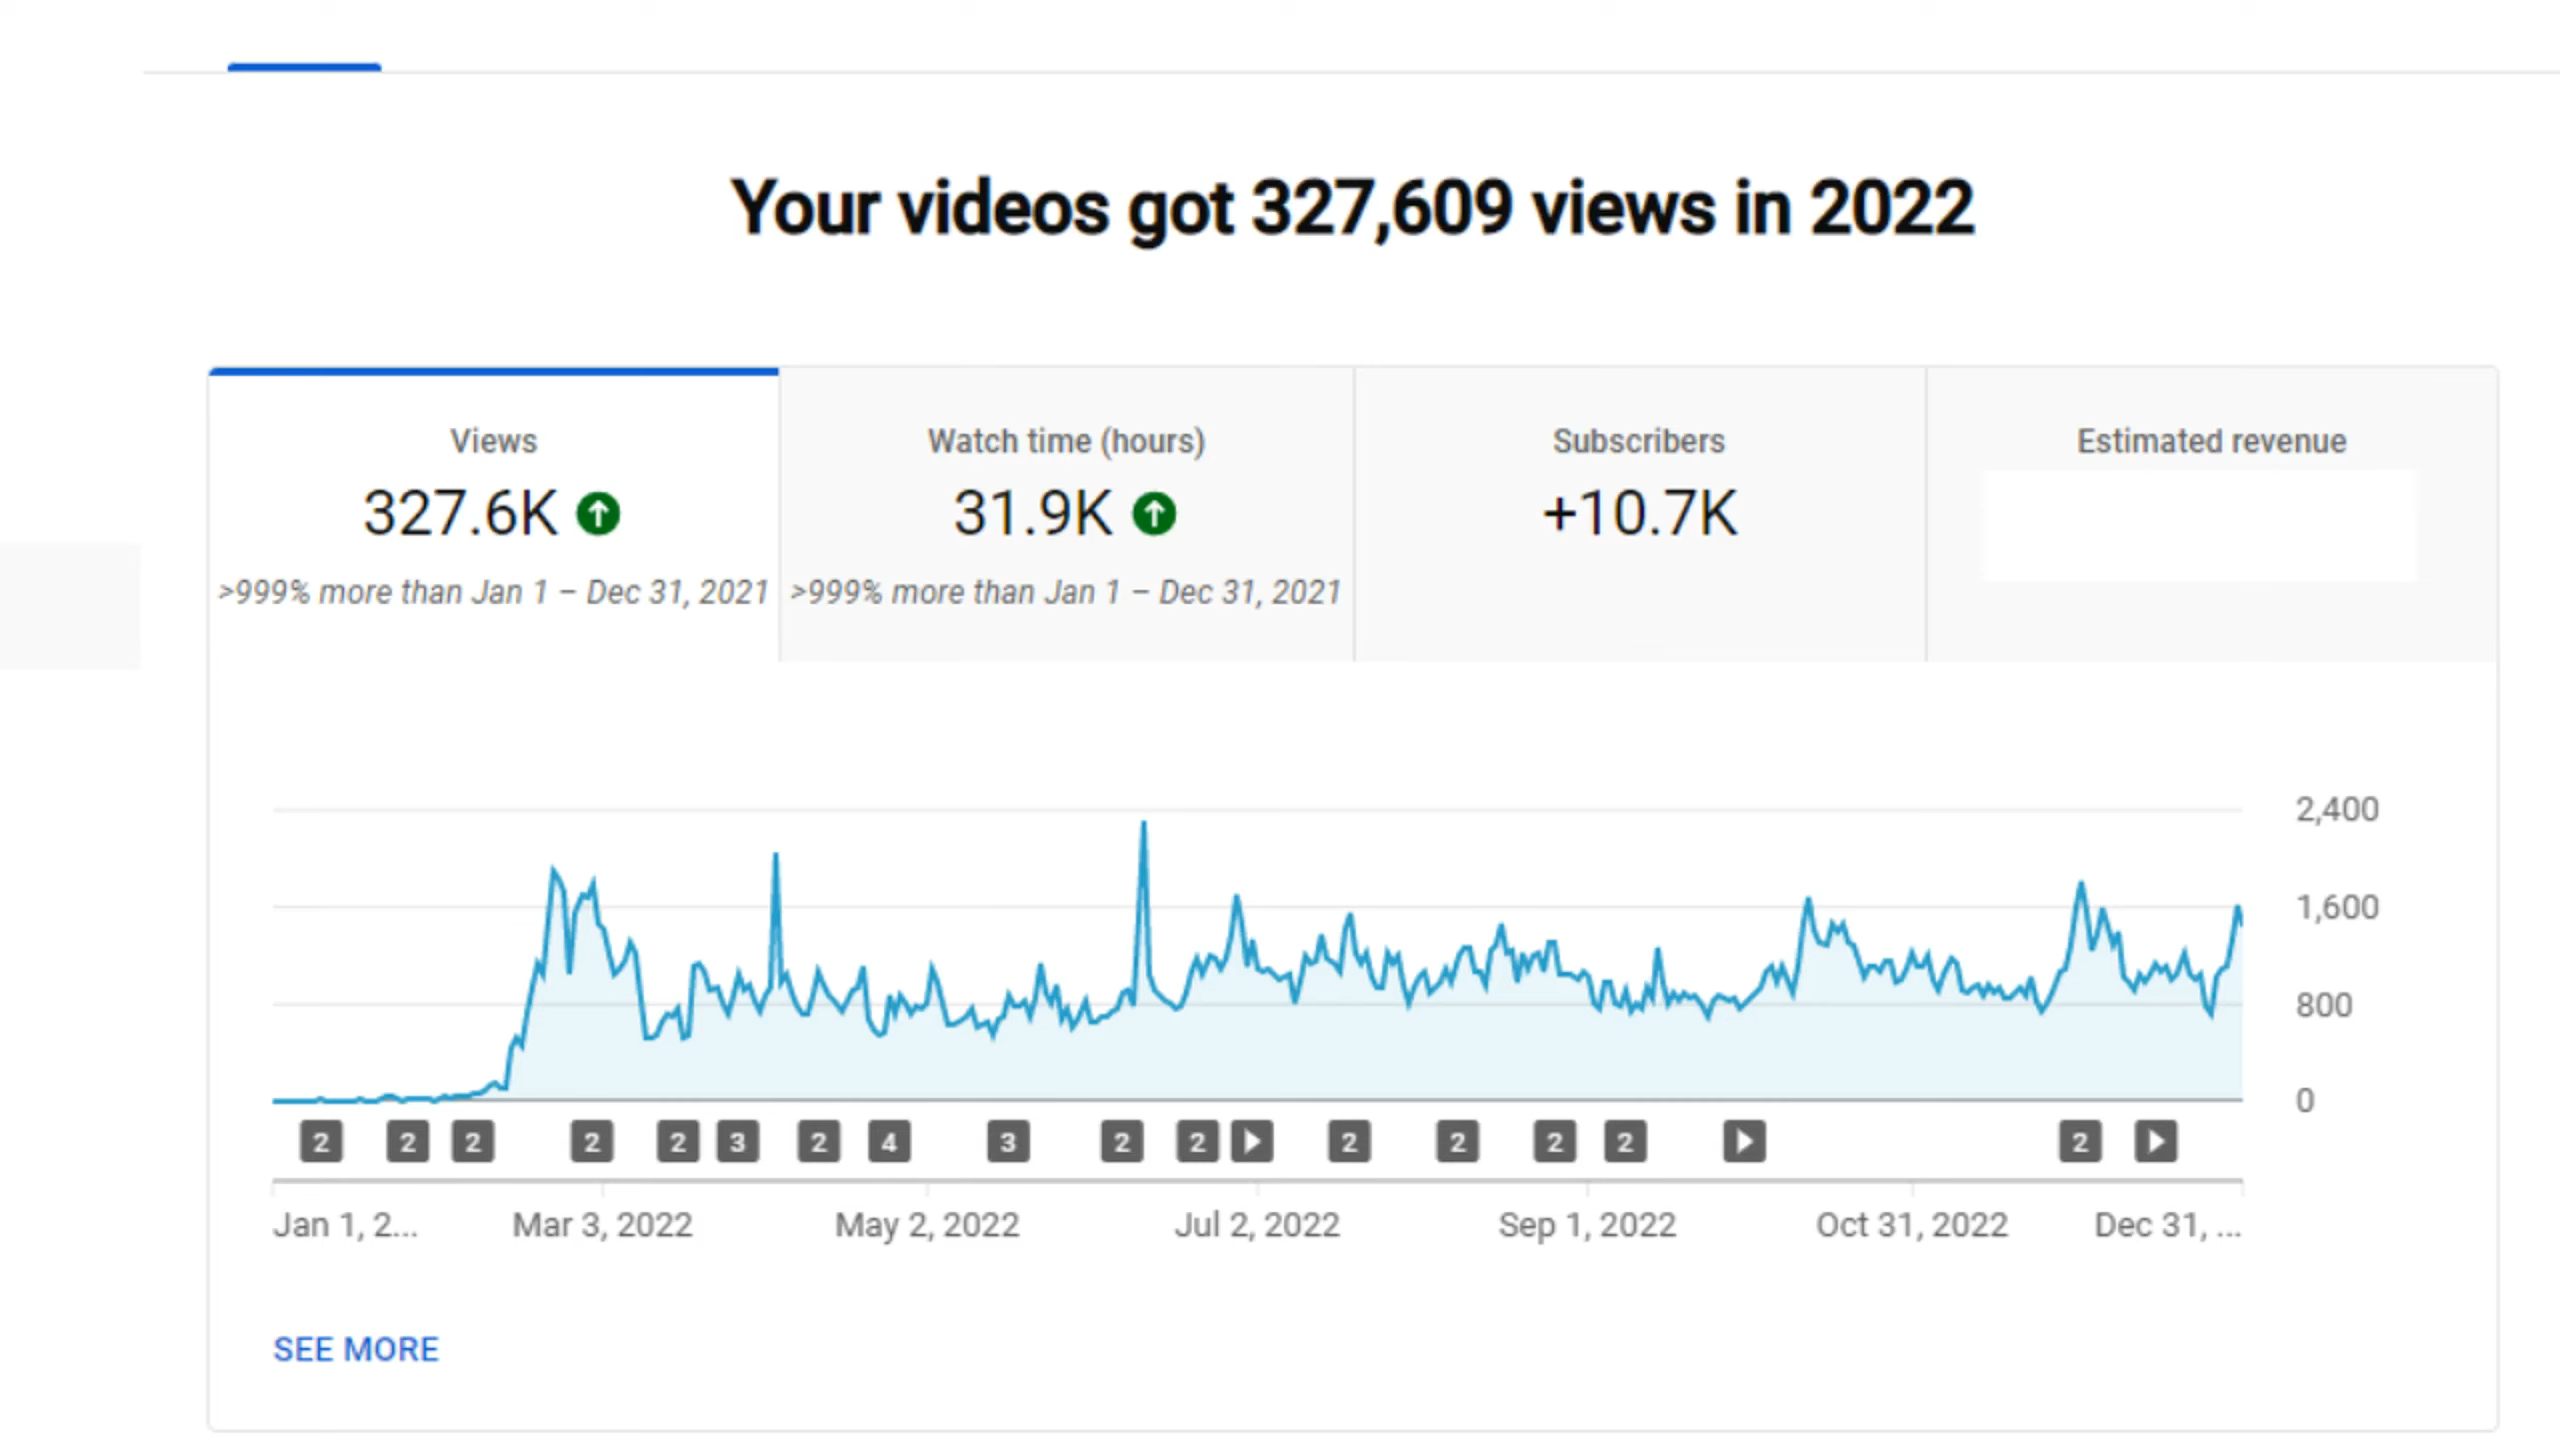 Your videos got 327,609 views in 2022
Views
327.6K
>999% more than Jan 1 – Dec 31, 2021
Watch time (hours)
31.9K
>999% more than Jan 1 – Dec 31, 2021
Subscribers
+10.7K
Estimated revenue
2,400
1,600
800
0
2 2 2 2 2 3 2 4 3 2 2 2 2 2 2 2
Jan 1, 2... Mar 3, 2022 May 2, 2022 Jul 2, 2022 Sep 1, 2022 Oct 31, 2022 Dec 31, ...
SEE MORE